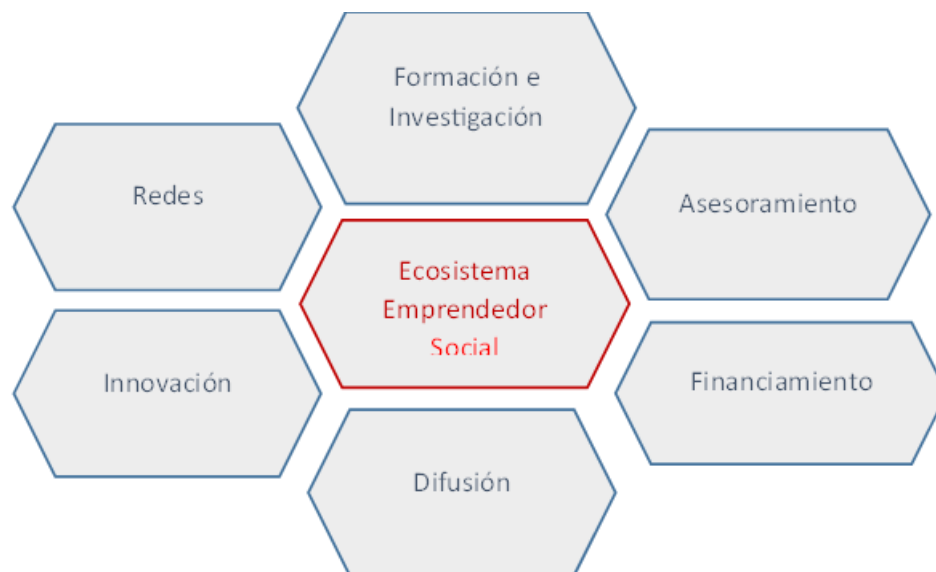 Formación e
Investigación
Redes
Asesoramiento
Ecosistema
Emprendedor
Social
Innovación
Financiamiento
Difusión